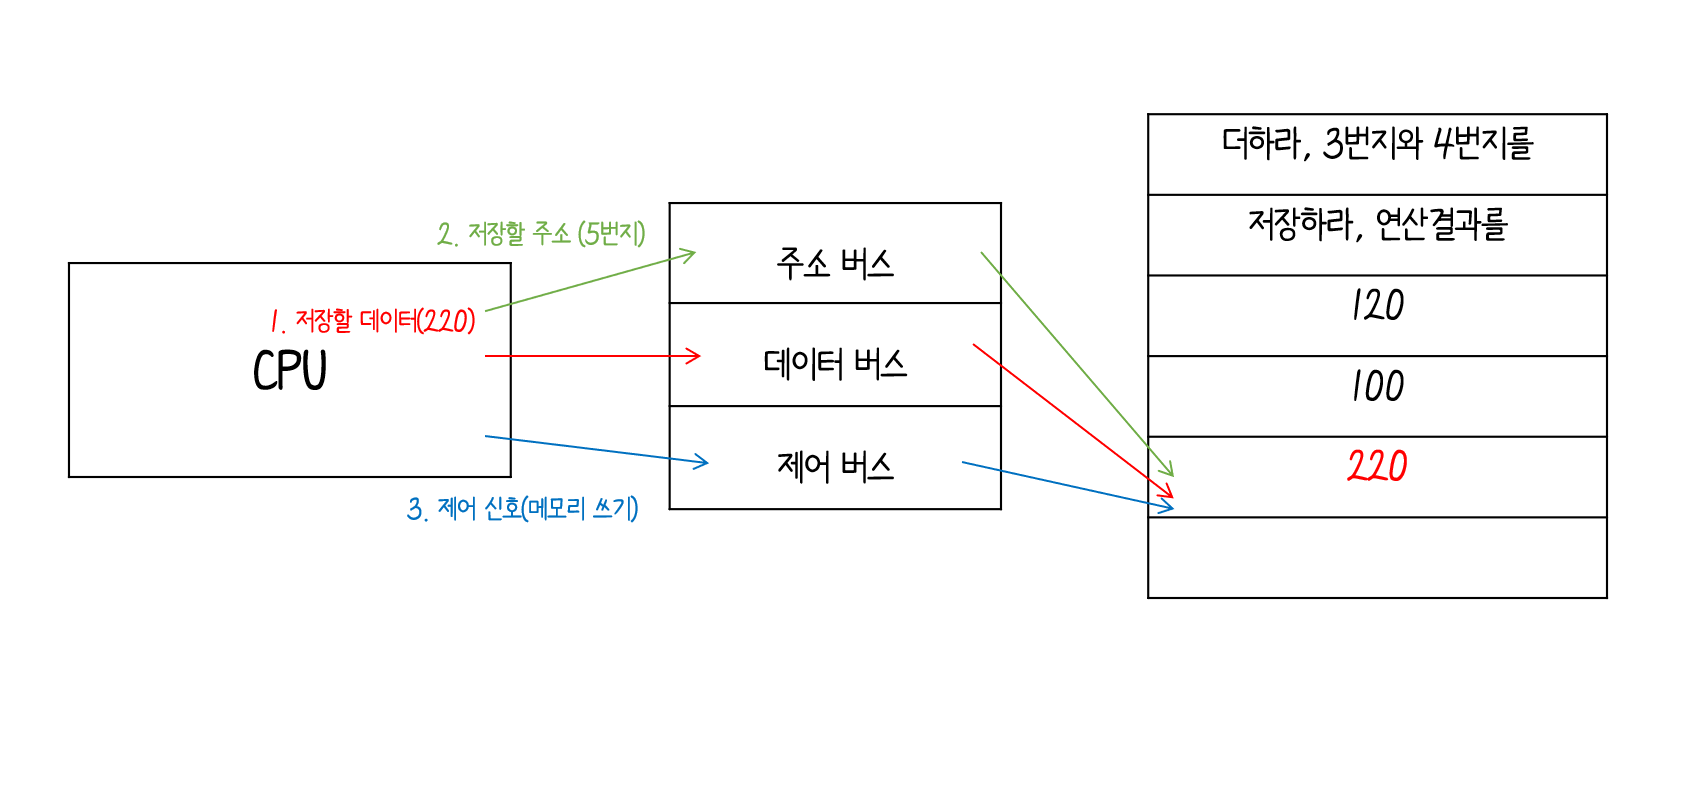 2. 저장할 주소 (5번지)
1. 저장할 데이터(220)
CPU
3. 제어 신호(메모리 쓰기)
주소 버스
데이터 버스
제어 버스
더하라, 3번지와 4번지를
저장하라, 연산결과를
120
100
220